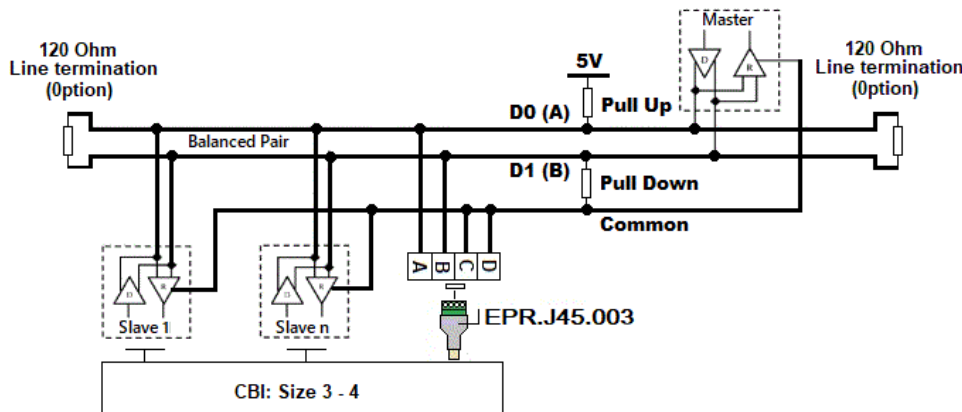 Master
120 Ohm
Line termination
(0ption)
5V
120 Ohm
Line termination
(0ption)
D R
D0 (A)
Pull Up
Balanced Pair
D1 (B)
Pull Down
Common
A B C D
D R
Slave 1
D R
Slave n
EPR.J45.003
CBI: Size 3 - 4